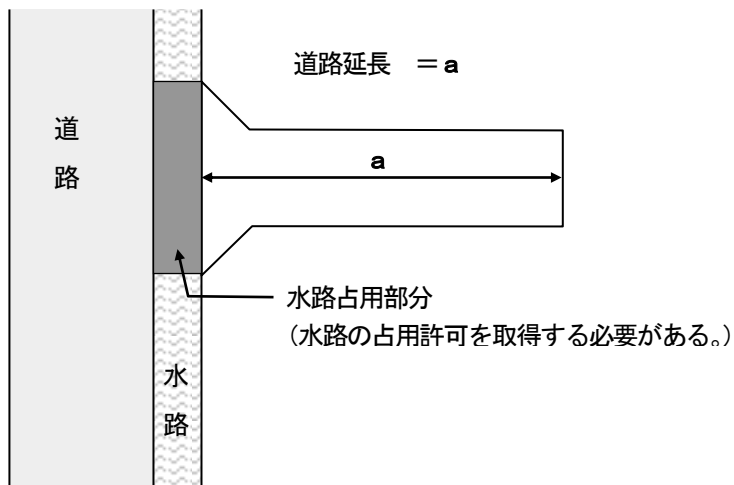 道路延長 ＝ａ
道路
ａ
水路占用部分
（水路の占用許可を取得する必要がある。）
水路